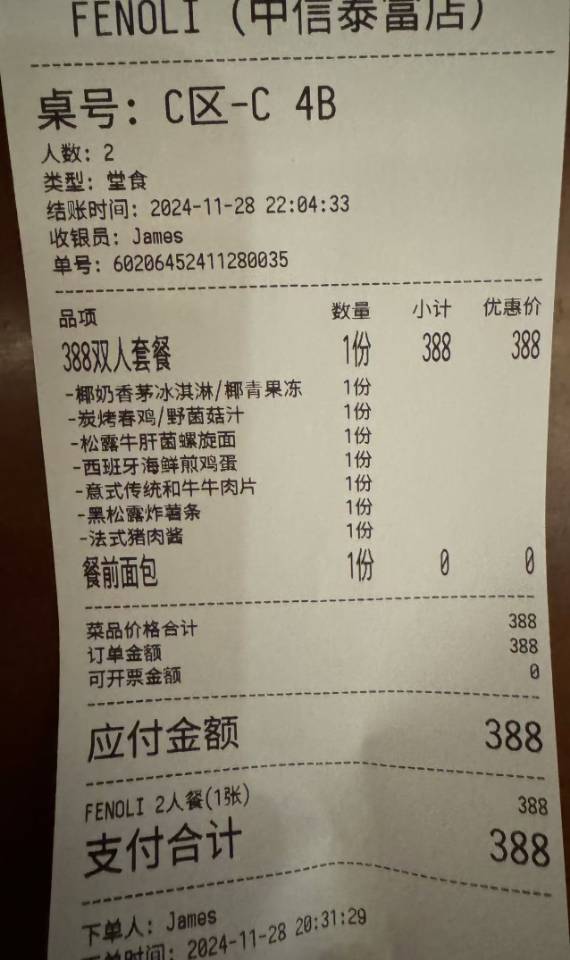 FENOLI (中信泰富店)
桌号: C区-C 4B
人数: 2
类型: 堂食
结账时间: 2024-11-28 22:04:33
收银员: James
单号: 60206452411280035
品项 数量 小计 优惠价
388双人套餐 1份 388 388
-椰奶香茅冰淇淋/椰青果冻 1份
-炭烤春鸡/野菌菇汁 1份
-松露牛肝菌螺旋面 1份
-西班牙海鲜煎鸡蛋 1份
-意式传统和牛牛肉片 1份
-黑松露炸薯条 1份
-法式猪肉酱 1份
餐前面包 1份 0 0
菜品价格合计 388
订单金额 388
可开票金额 0
应付金额 388
FENOLI 2人餐(1张) 388
支付合计 388
下单人: James
下单时间: 2024-11-28 20:31:29